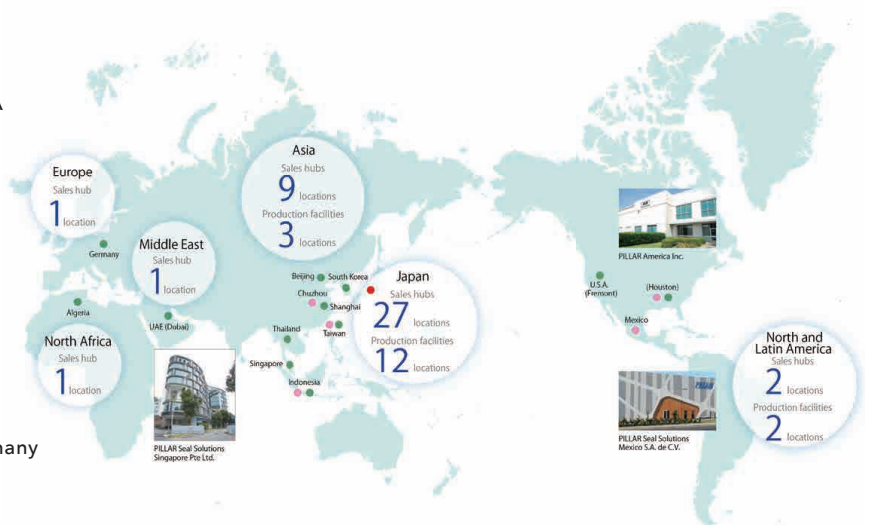 A
Europe
Sales hub
1 location
Germany
Middle East
Sales hub
1 location
UAE (Dobai)
Algeria
North Africa
Sales hub
1 location
Asia
Sales hubs
9 locations
Production facilities
3 locations
Beijing
South Korea
Chuzhou
Shanghai
Taiwan
Thailand
Singapore
Indonesia
Japan
Sales hubs
27 locations
Production facilities
12 locations
PILLAR Seal Solutions
Singapore Pte Ltd.
PILLAR America Inc.
U.S.A.
(Fremont)
(Houston)
Mexico
PILLAR Seal Solutions
Mexico S.A. de C.V.
North and
Latin America
Sales hubs
2 locations
Production facilities
2 locations
many